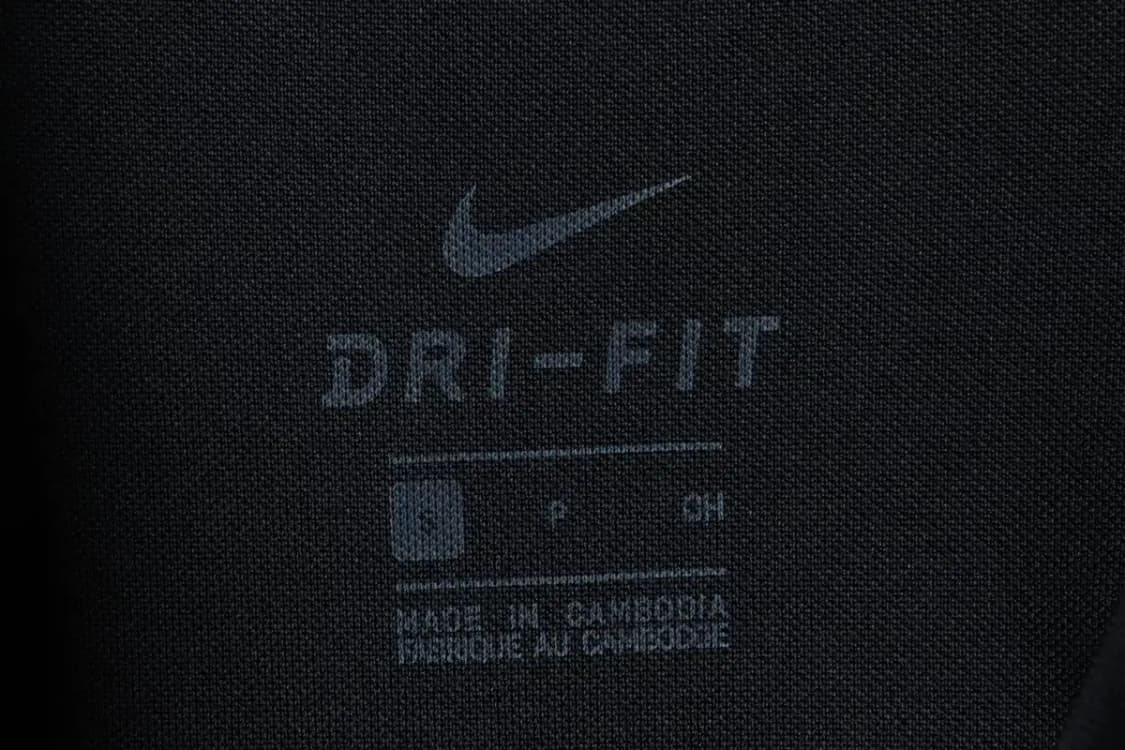 DRI-FIT
S P CH
MADE IN CAMBODIA
FABRIQUE AU CAMBODGE